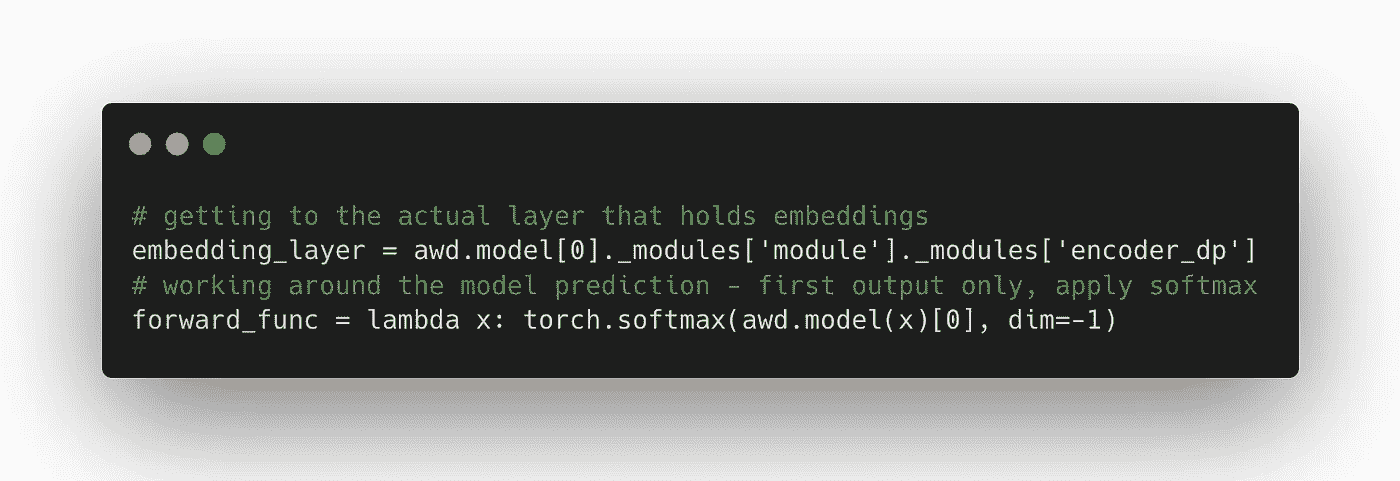 # getting to the actual layer that holds embeddings
embedding_layer = awd.model[0]._modules['module']._modules['encoder_dp']
# working around the model prediction - first output only, apply softmax
forward_func = lambda x: torch.softmax(awd.model(x)[0], dim=-1)